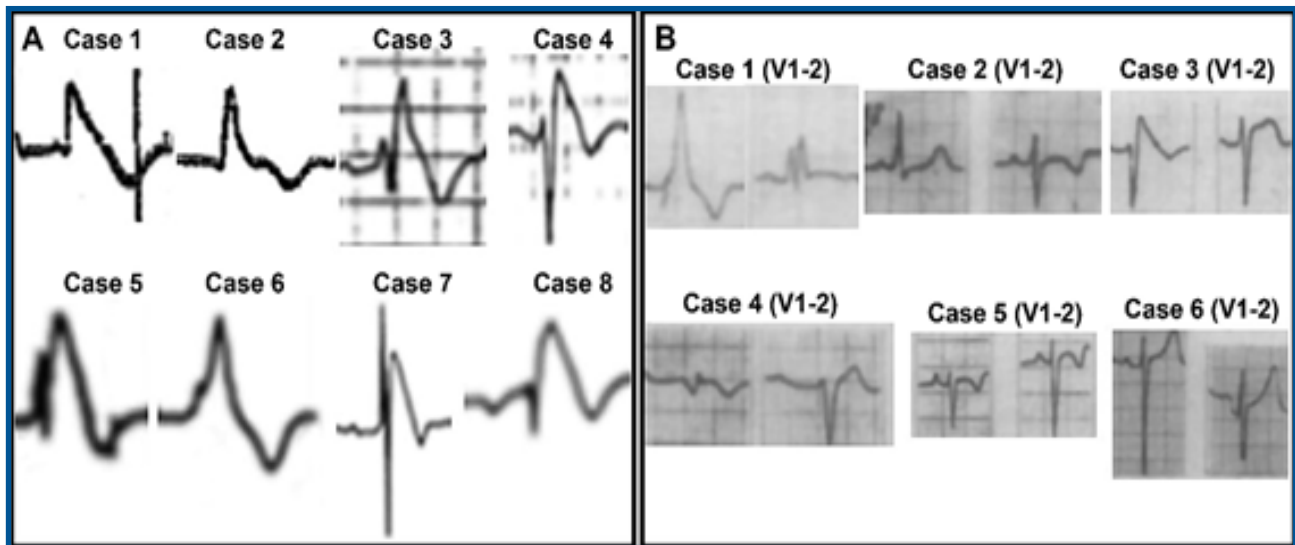 A
Case 1 Case 2 Case 3 Case 4
Case 5 Case 6 Case 7 Case 8
B
Case 1 (V1-2) Case 2 (V1-2) Case 3 (V1-2)
Case 4 (V1-2) Case 5 (V1-2) Case 6 (V1-2)